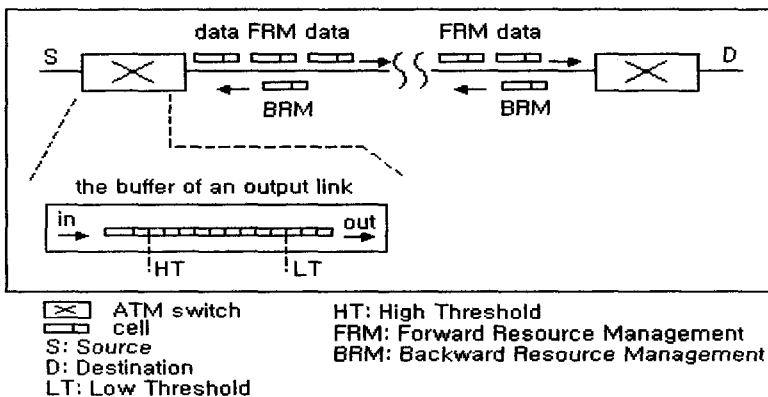 data FRM data
FRM data
S
D
BRM
BRM
the buffer of an output link
in
out
HT
LT
ATM switch
cell
S: Source
D: Destination
LT: Low Threshold
HT: High Threshold
FRM: Forward Resource Management
BRM: Backward Resource Management